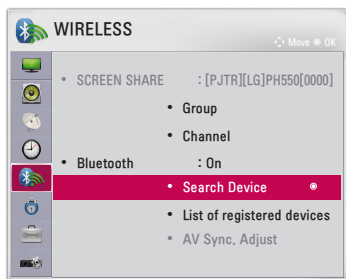 WIRELESS
Move OK
• SCREEN SHARE : [PJTR][LG]PH550[0000]
• Group
• Channel
• Bluetooth : On
• Search Device
• List of registered devices
• AV Sync. Adjust